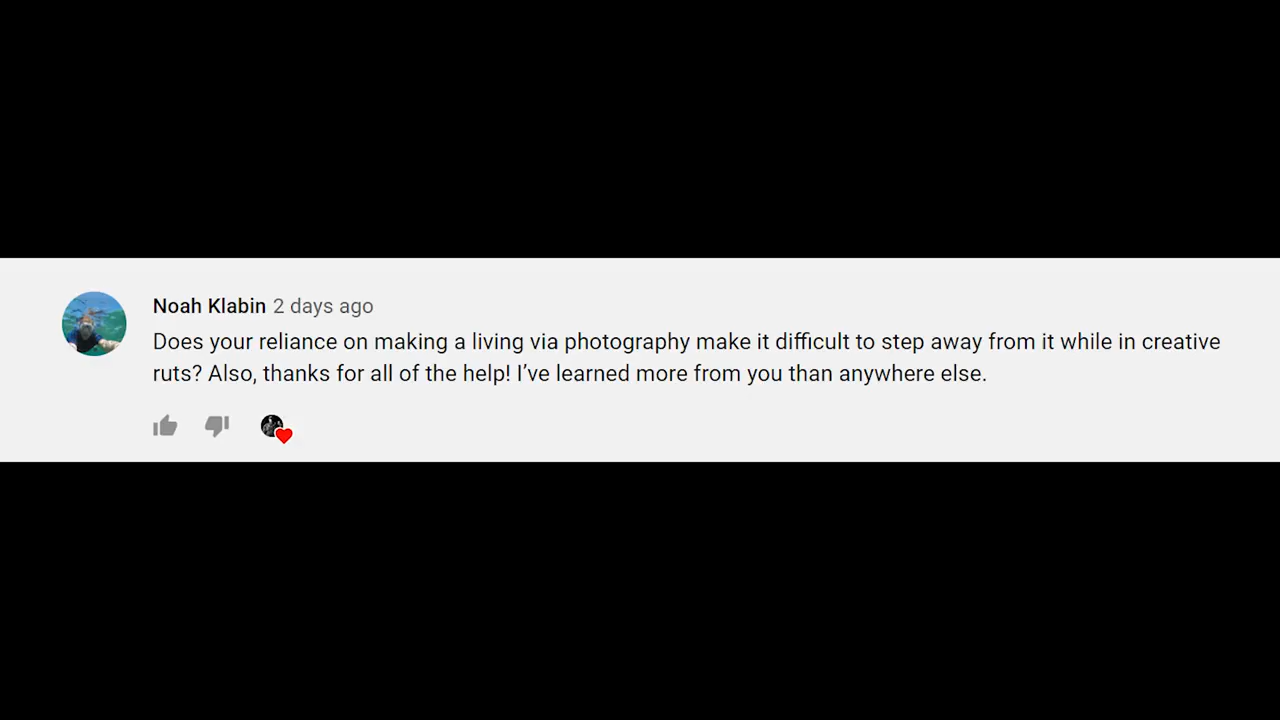 Noah Klabin 2 days ago
Does your reliance on making a living via photography make it difficult to step away from it while in creative
ruts? Also, thanks for all of the help! I’ve learned more from you than anywhere else.